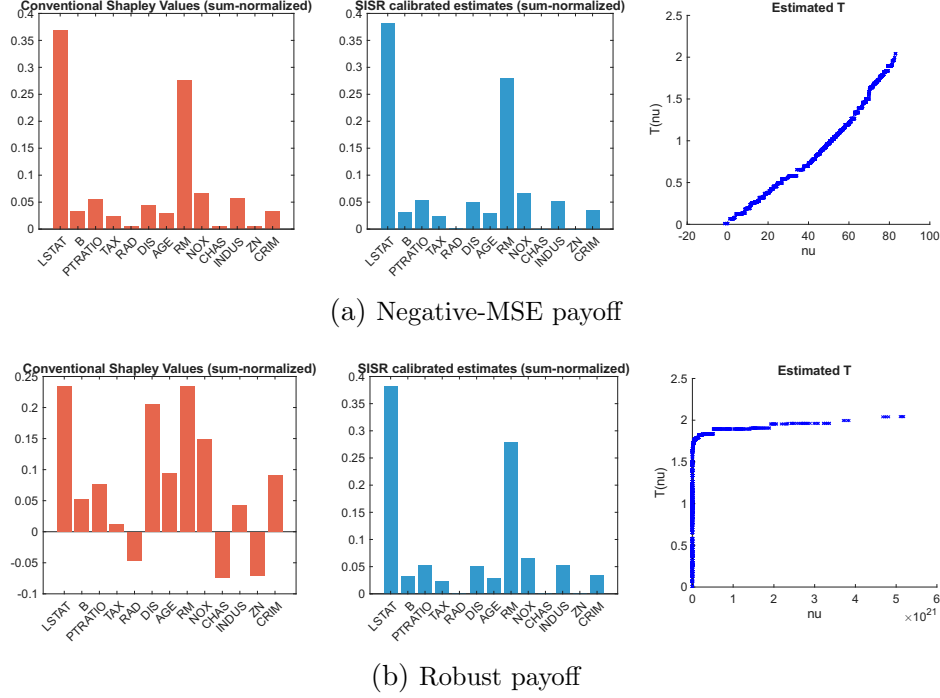 Conventional Shapley Values (sum-normalized)
0.4
0.35
0.3
0.25
0.2
0.15
0.1
0.05
0
LSTAT
B
PTRATIO
TAX
RAD
DIS
AGE
RM
NOX
CHAS
INDUS
ZN
CRIM
SISR calibrated estimates (sum-normalized)
0.4
0.35
0.3
0.25
0.2
0.15
0.1
0.05
0
LSTAT
B
PTRATIO
TAX
RAD
DIS
AGE
RM
NOX
CHAS
INDUS
ZN
CRIM
Estimated T
2.5
2
1.5
1
0.5
0
T(nu)
-20
0
20
40
60
80
100
nu
(a) Negative-MSE payoff
Conventional Shapley Values (sum-normalized)
0.25
0.2
0.15
0.1
0.05
0
-0.05
-0.1
LSTAT
B
PTRATIO
TAX
RAD
DIS
AGE
RM
NOX
CHAS
INDUS
ZN
CRIM
SISR calibrated estimates (sum-normalized)
0.4
0.35
0.3
0.25
0.2
0.15
0.1
0.05
0
LSTAT
B
PTRATIO
TAX
RAD
DIS
AGE
RM
NOX
CHAS
INDUS
ZN
CRIM
Estimated T
2.5
2
1.5
1
0.5
0
T(nu)
0
1
2
3
4
5
6
nu
×10²¹
(b) Robust payoff